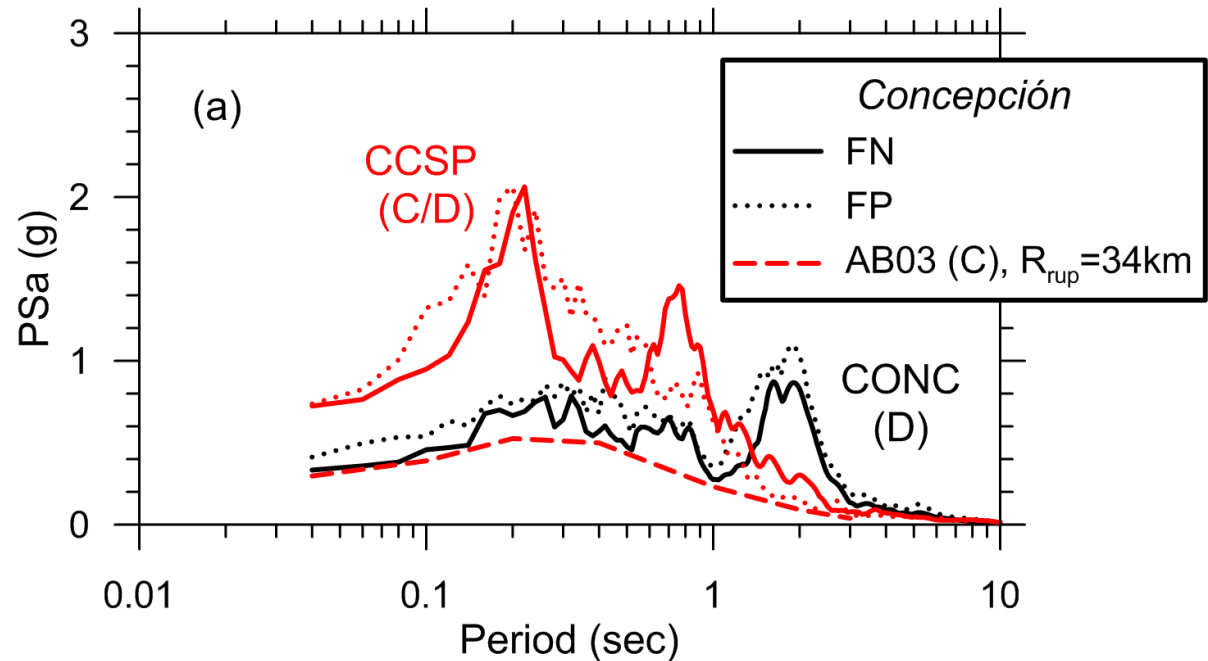 3
2
1
0
PSa (g)
(a)
CCSP
(C/D)
Concepción
FN
FP
AB03 (C), Rrup=34km
CONC
(D)
0.01 0.1 1 10
Period (sec)